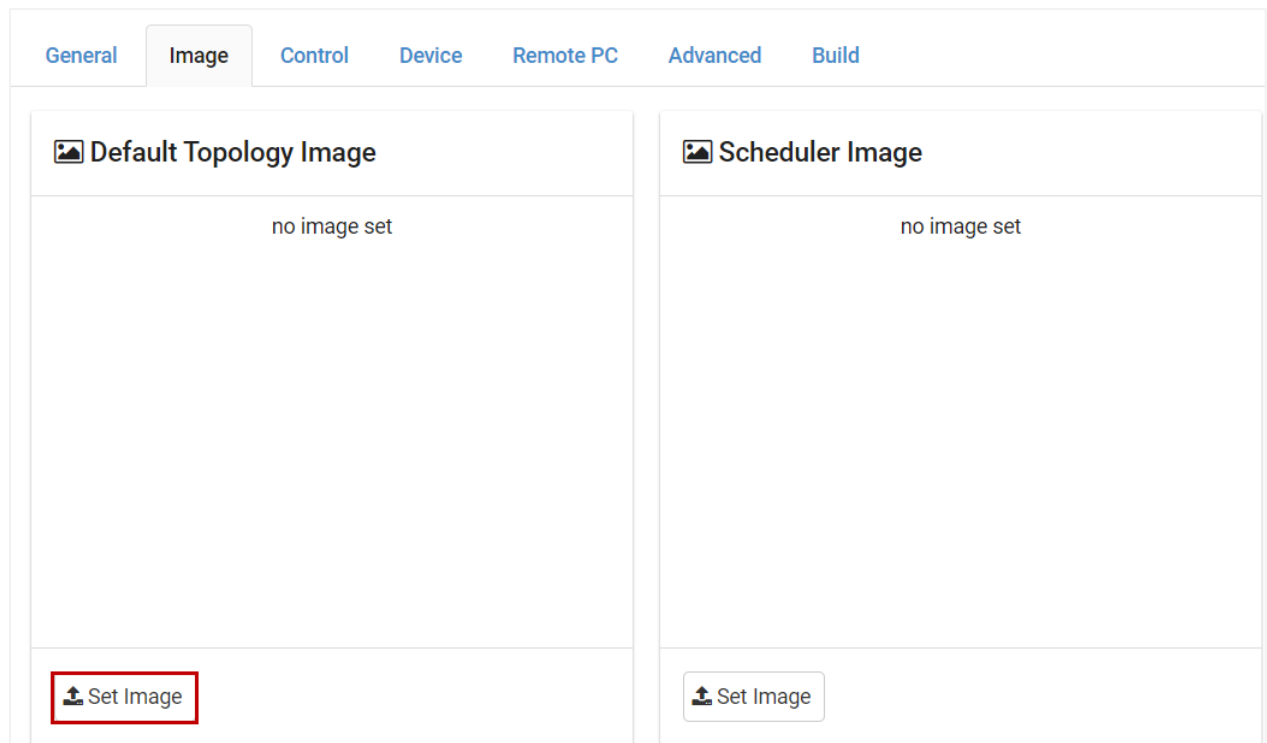 General Image Control Device Remote PC Advanced Build
Default Topology Image
no image set
Set Image
Scheduler Image
no image set
Set Image